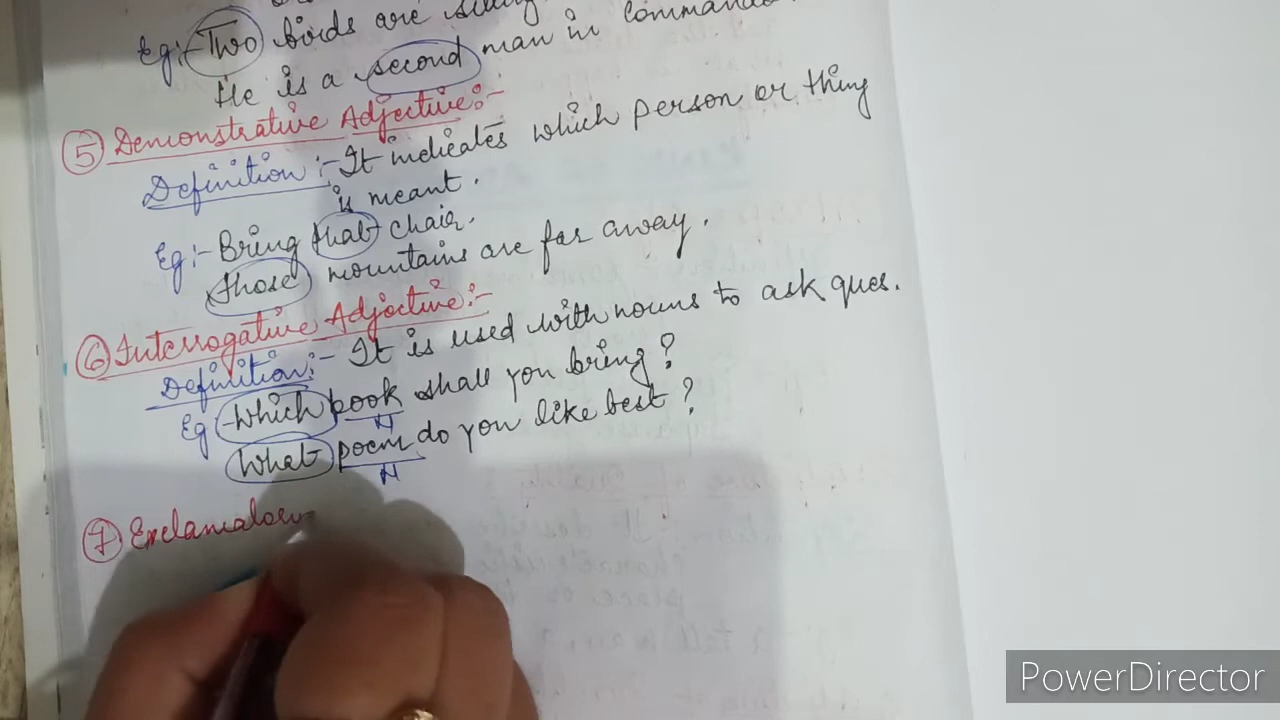 Eg:- Two birds are
He is a second man in command.
⑤ Demonstrative Adjective:-
Definition:- It indicates which person or thing
is meant.
Eg:- Bring that chair.
those mountains are far away.
⑥ Interrogative Adjective:-
Definition:- It is used with nouns to ask ques.
Eg:- Which book shall you bring?
N
What poem do you like best?
N
⑦ Exclamatory
PowerDirector